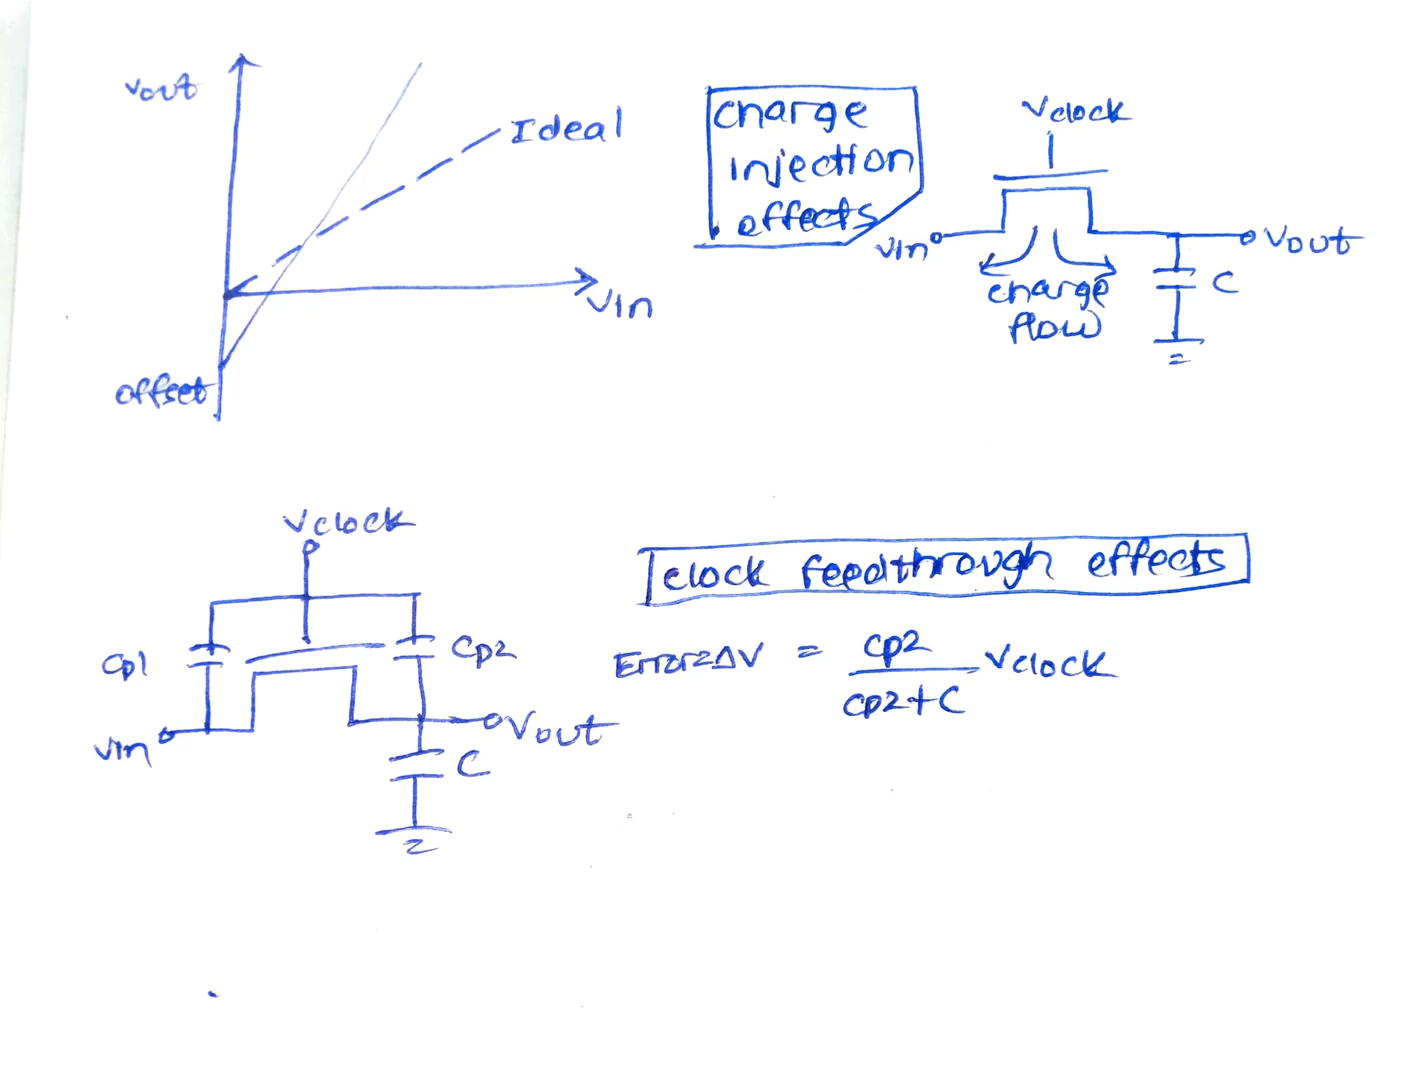 Vout
Ideal
Vin
offset
charge
injection
effects
Vclock
Vin
Vout
charge
flow
C
Vclock
Cp1
Cp2
Vin
Vout
C
clock feedthrough effects
Error=ΔV = Cp2 / Cp2+C Vclock